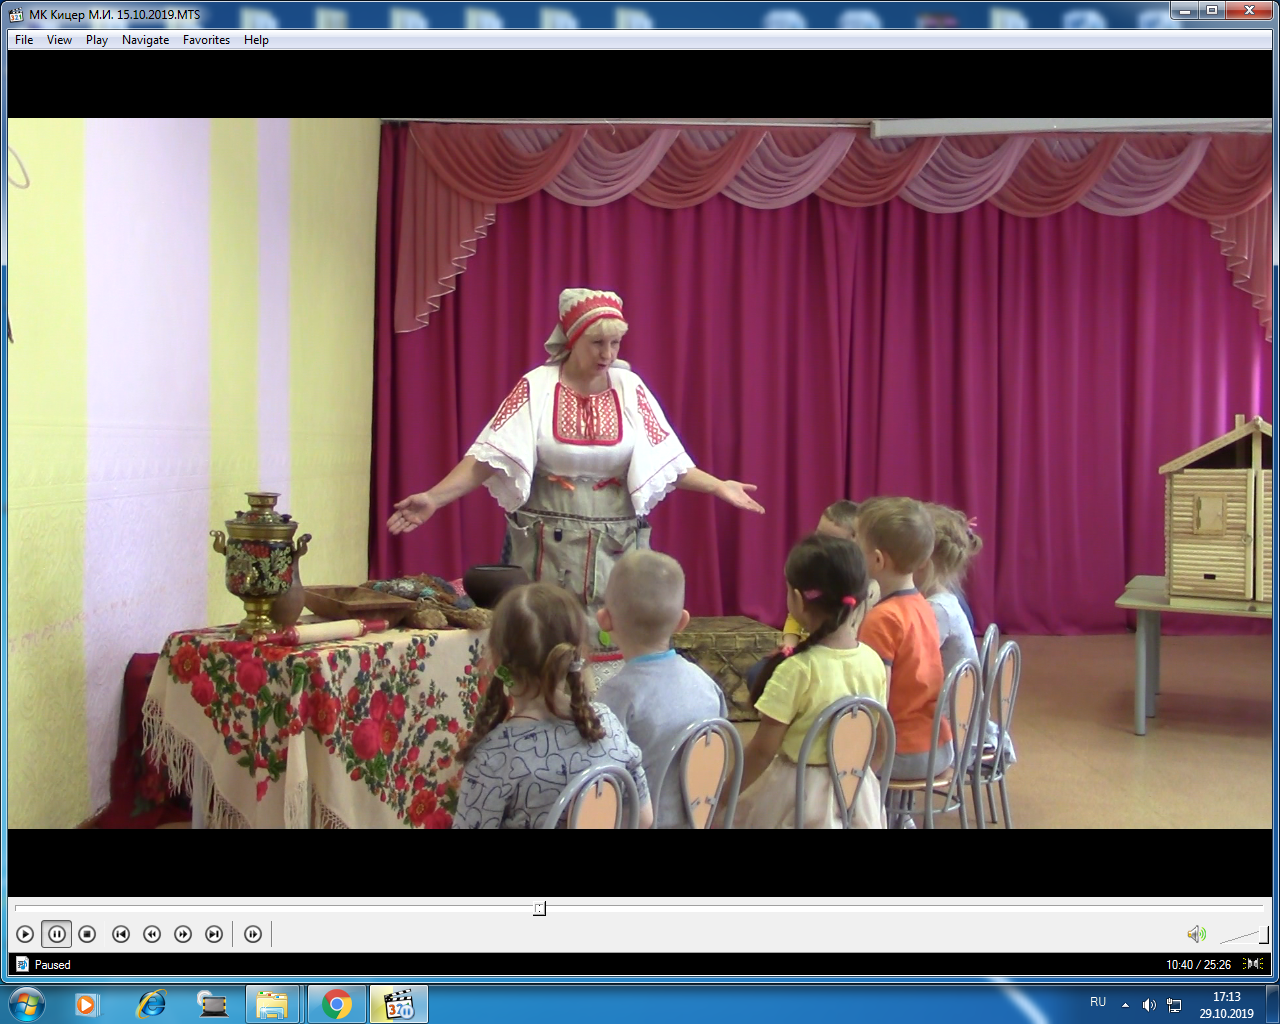 МК Кицер М.И. 15.10.2019.MTS
File View Play Navigate Favorites Help
Paused
10:40 / 25:26
RU
17:13
29.10.2019